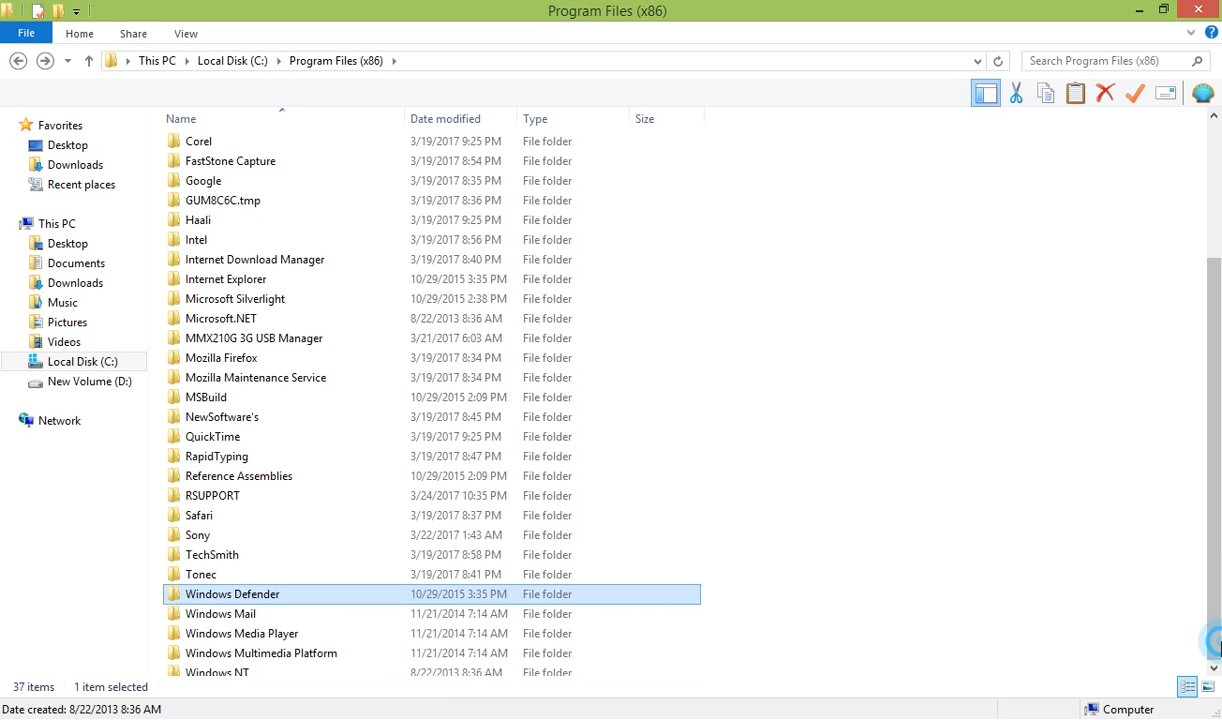 Program Files (x86)
File Home Share View
This PC Local Disk (C:) Program Files (x86) Search Program Files (x86)
Name Date modified Type Size
Favorites
Desktop
Downloads
Recent places
This PC
Desktop
Documents
Downloads
Music
Pictures
Videos
Local Disk (C:)
New Volume (D:)
Network
Corel 3/19/2017 9:25 PM File folder
FastStone Capture 3/19/2017 8:54 PM File folder
Google 3/19/2017 8:35 PM File folder
GUM8C6C.tmp 3/19/2017 8:36 PM File folder
Haali 3/19/2017 9:25 PM File folder
Intel 3/19/2017 8:56 PM File folder
Internet Download Manager 3/19/2017 8:40 PM File folder
Internet Explorer 10/29/2015 3:35 PM File folder
Microsoft Silverlight 10/29/2015 2:38 PM File folder
Microsoft.NET 8/22/2013 8:36 AM File folder
MMX210G 3G USB Manager 3/21/2017 6:03 AM File folder
Mozilla Firefox 3/19/2017 8:34 PM File folder
Mozilla Maintenance Service 3/19/2017 8:34 PM File folder
MSBuild 10/29/2015 2:09 PM File folder
NewSoftware's 3/19/2017 8:45 PM File folder
QuickTime 3/19/2017 9:25 PM File folder
RapidTyping 3/19/2017 8:47 PM File folder
Reference Assemblies 10/29/2015 2:09 PM File folder
RSUPPORT 3/24/2017 10:35 PM File folder
Safari 3/19/2017 8:37 PM File folder
Sony 3/22/2017 1:43 AM File folder
TechSmith 3/19/2017 8:58 PM File folder
Tonec 3/19/2017 8:41 PM File folder
Windows Defender 10/29/2015 3:35 PM File folder
Windows Mail 11/21/2014 7:14 AM File folder
Windows Media Player 11/21/2014 7:14 AM File folder
Windows Multimedia Platform 11/21/2014 7:14 AM File folder
Windows NT 8/22/2013 8:36 AM File folder
37 items 1 item selected
Date created: 8/22/2013 8:36 AM Computer